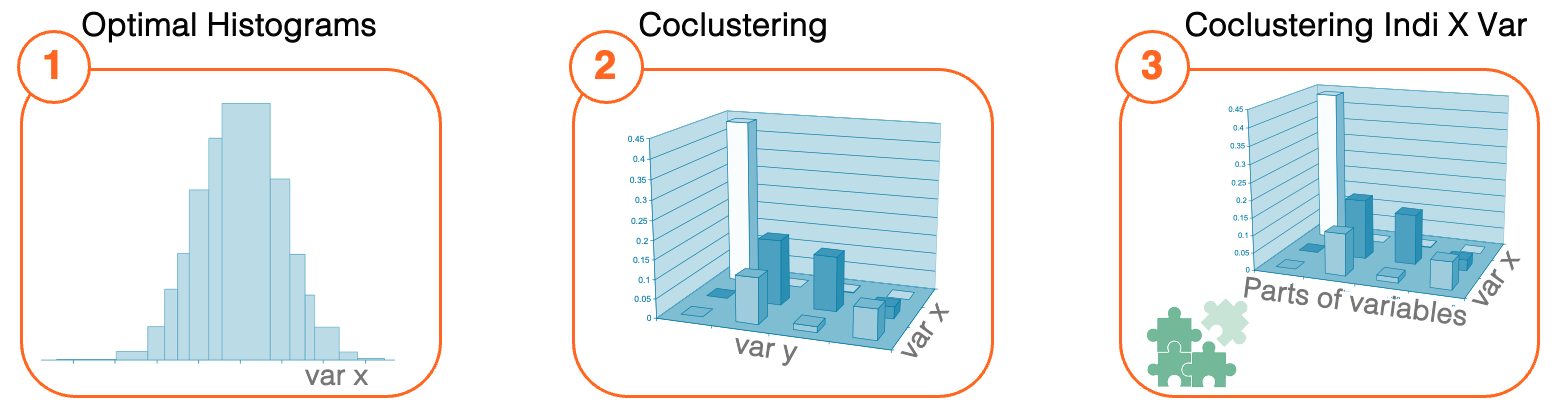 Optimal Histograms
1
var x
Coclustering
2
0.45
0.4
0.35
0.3
0.25
0.2
0.15
0.1
0.05
0
var y
var x
Coclustering Indi X Var
3
0.45
0.4
0.35
0.3
0.25
0.2
0.15
0.1
0.05
0
Parts of variables
var x